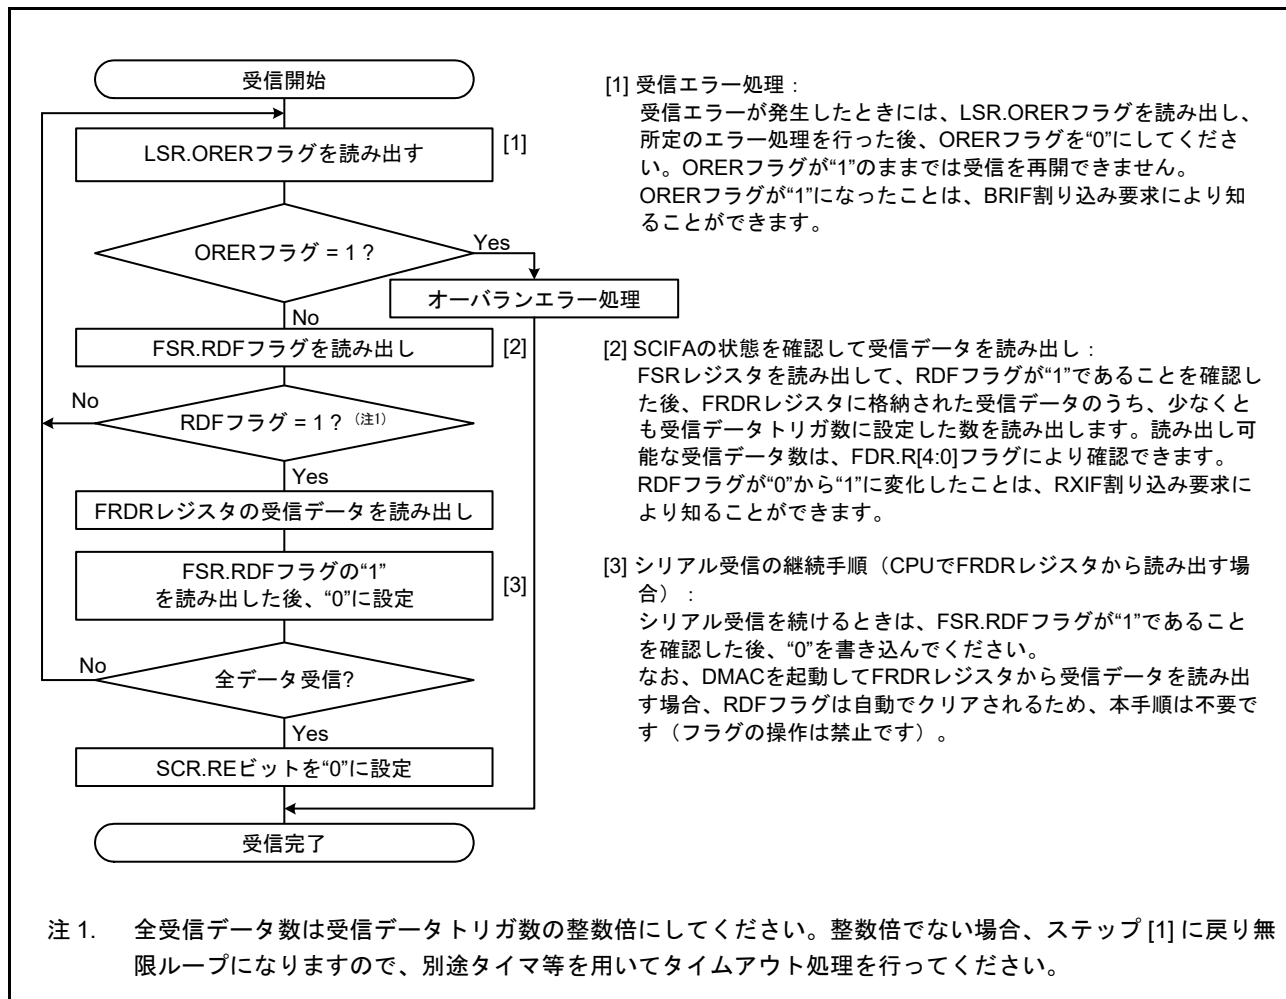 受信開始
LSR.ORERフラグを読み出す
[1]
ORERフラグ = 1 ?
Yes
オーバランエラー処理
No
FSR.RDFフラグを読み出し
[2]
No
RDFフラグ = 1 ? (注1)
Yes
FRDRレジスタの受信データを読み出し
FSR.RDFフラグの“1”
を読み出した後、“0”に設定
[3]
No
全データ受信?
Yes
SCR.REビットを“0”に設定
受信完了
[1] 受信エラー処理：
受信エラーが発生したときには、LSR.ORERフラグを読み出し、
所定のエラー処理を行った後、ORERフラグを“0”にしてくださ
い。ORERフラグが“1”のままでは受信を再開できません。
ORERフラグが“1”になったことは、BRIF割り込み要求により知
ることができます。
[2] SCIFAの状態を確認して受信データを読み出し：
FSRレジスタを読み出して、RDFフラグが“1”であることを確認し
た後、FRDRレジスタに格納された受信データのうち、少なくと
も受信データトリガ数に設定した数を読み出します。読み出し可
能な受信データ数は、FDR.R[4:0]フラグにより確認できます。
RDFフラグが“0”から“1”に変化したことは、RXIF割り込み要求に
より知ることができます。
[3] シリアル受信の継続手順（CPUでFRDRレジスタから読み出す場
合）：
シリアル受信を続けるときは、FSR.RDFフラグが“1”であること
を確認した後、“0”を書き込んでください。
なお、DMACを起動してFRDRレジスタから受信データを読み出
す場合、RDFフラグは自動でクリアされるため、本手順は不要で
す（フラグの操作は禁止です）。
注 1. 全受信データ数は受信データトリガ数の整数倍にしてください。整数倍でない場合、ステップ [1] に戻り無
限ループになりますので、別途タイマ等を用いてタイムアウト処理を行ってください。